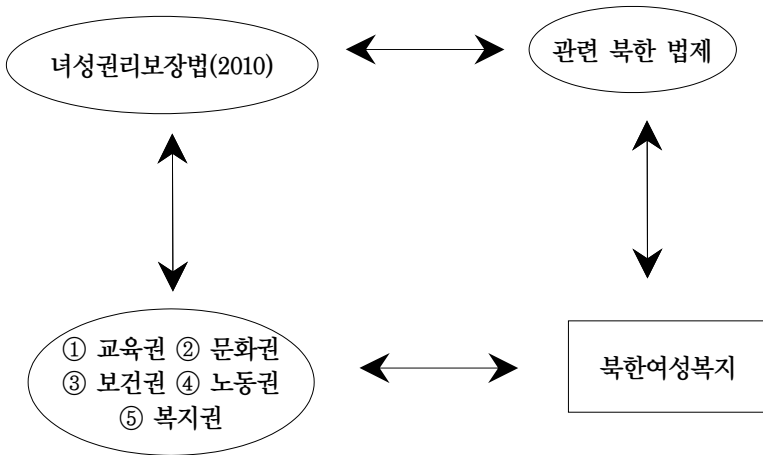 녀성권리보장법(2010)
관련 북한 법제
① 교육권 ② 문화권
③ 보건권 ④ 노동권
⑤ 복지권
북한여성복지